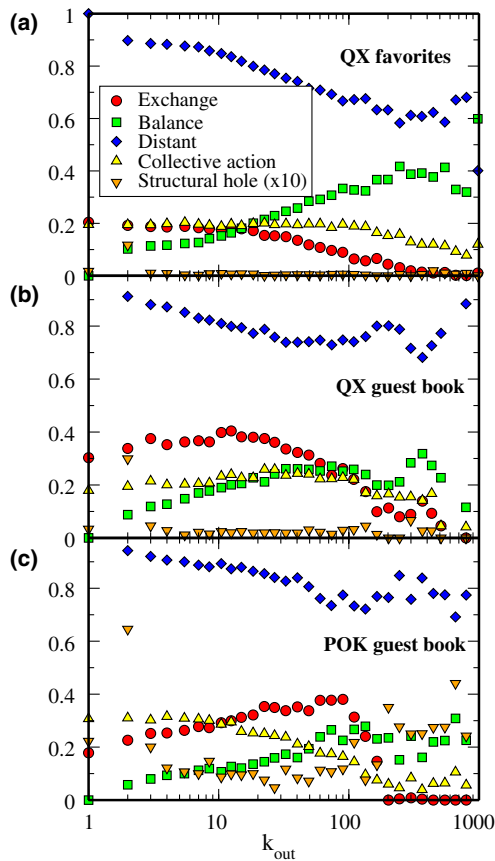 (a)
QX favorites
1
0.8
0.6
0.4
0.2
0
Exchange
Balance
Distant
Collective action
Structural hole (x10)
(b)
QX guest book
0.8
0.6
0.4
0.2
0
(c)
POK guest book
0.8
0.6
0.4
0.2
0
1 10 100 1000
k_out